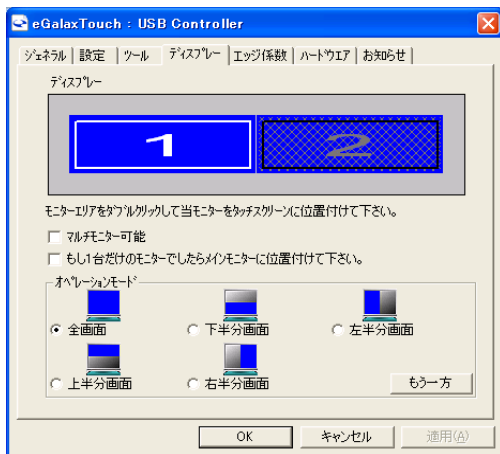 eGalaxTouch : USB Controller
ジェネラル 設定 ツール ディスプレー エッジ係数 ハードウエア お知らせ
ディスプレー
1 2
モニターエリアをダブルクリックして当モニターをタッチスクリーンに位置付けて下さい。
マルチモニター可能
もし1台だけのモニターでしたらメインモニターに位置付けて下さい。
オペレーションモード
全画面 下半分画面 左半分画面
上半分画面 右半分画面 もう一方
OK キャンセル 適用(A)